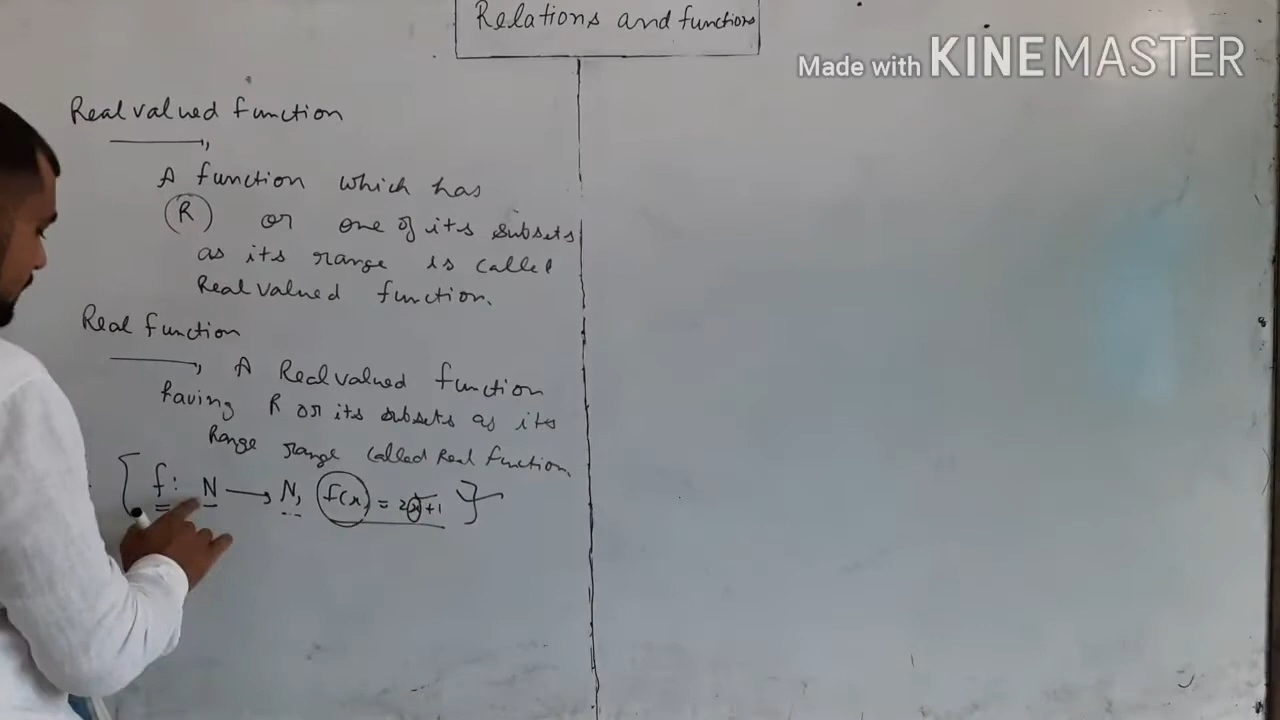 Relations and functions
Made with KINEMASTER
Real valued function
A function which has
R or one of its subsets
as its range is called
Real valued function.
Real function
A Real valued function
having R or its subsets as its
Range range called Real function.
f: N → N, f(x) = 2x+1